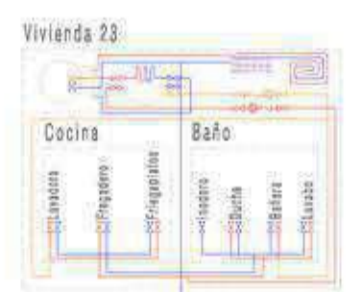 Vivienda 23
Cocina
Baño
Lavadora
Fregadero
Friegaplatos
Inodoro
Ducha
Bañera
Lavabo